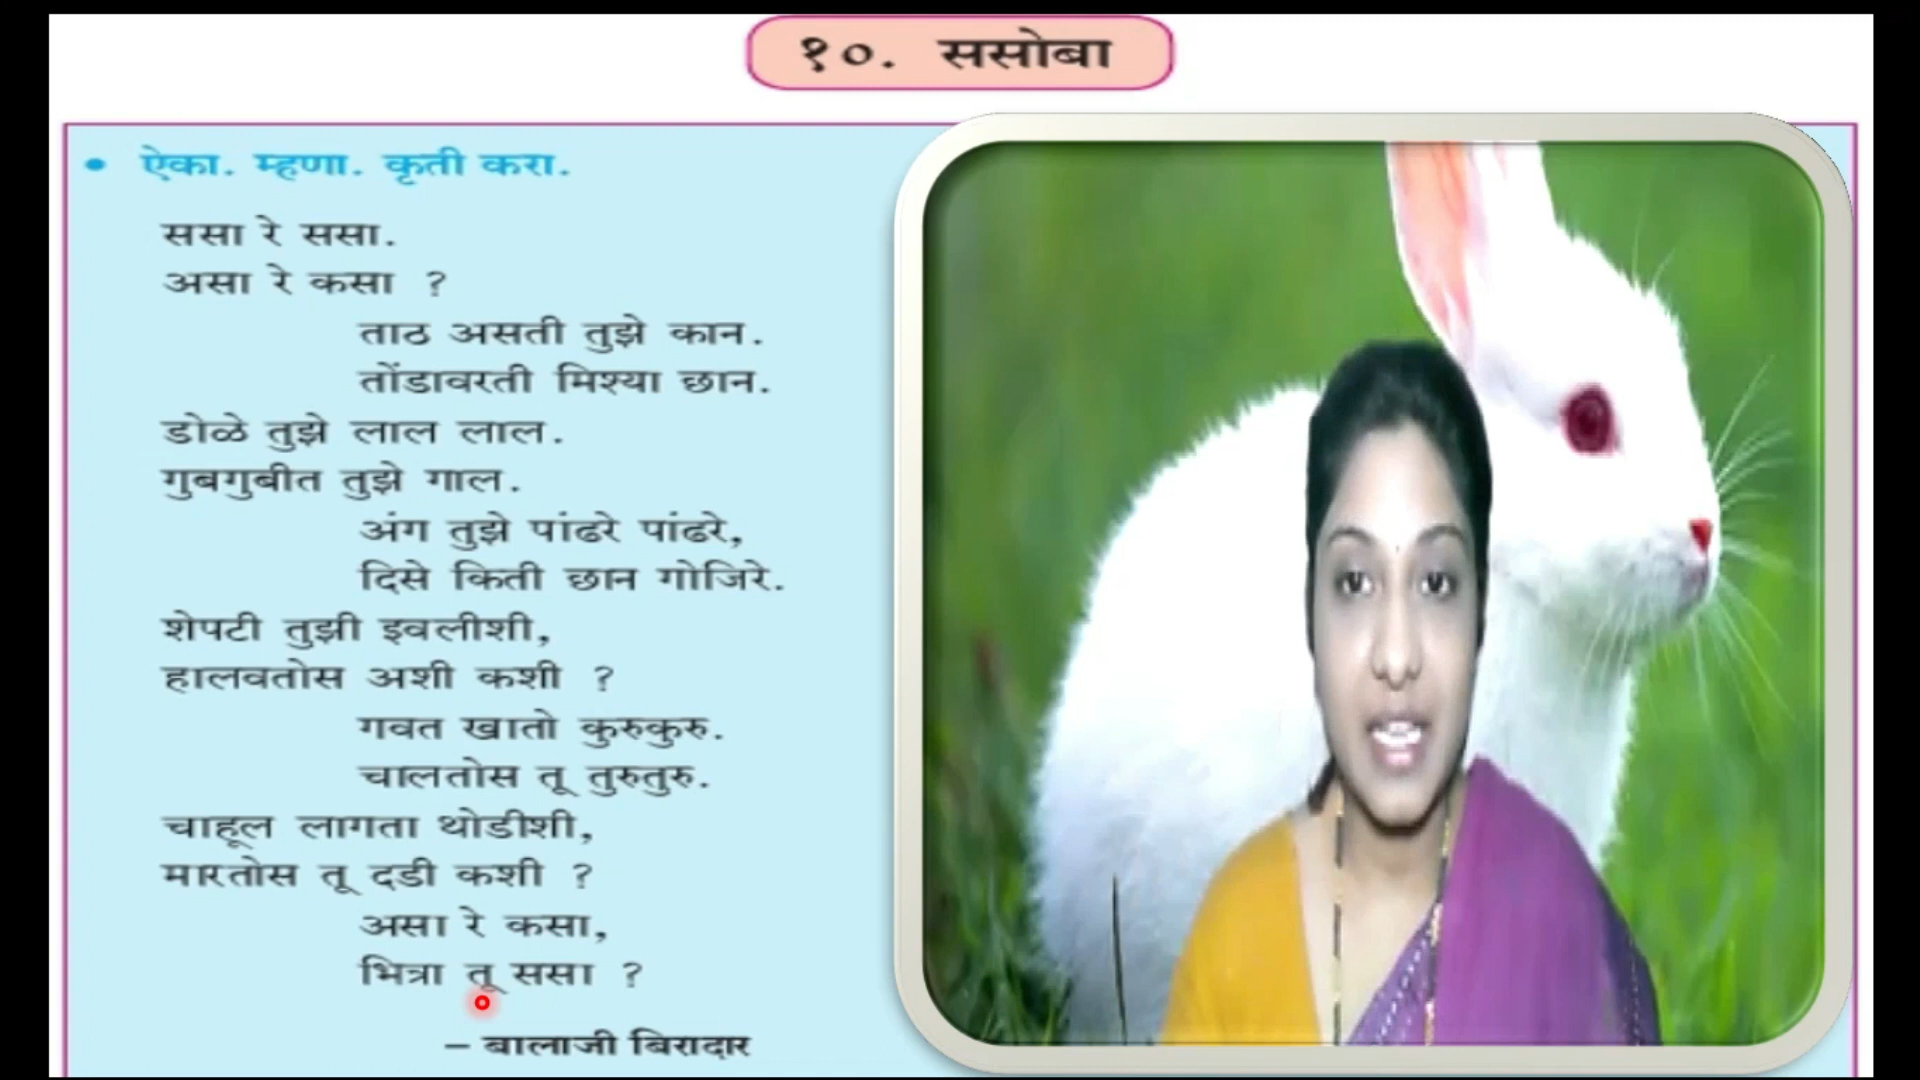 १०. ससोबा
• ऐका. म्हणा. कृती करा.
ससा रे ससा.
असा रे कसा ?
ताठ असती तुझे कान.
तोंडावरती मिश्या छान.
डोळे तुझे लाल लाल.
गुबगुबीत तुझे गाल.
अंग तुझे पांढरे पांढरे,
दिसे किती छान गोजिरे.
शेपटी तुझी इवलीशी,
हालवतोस अशी कशी ?
गवत खातो कुरुकुरु.
चालतोस तू तुरुतुरु.
चाहूल लागता थोडीशी,
मारतोस तू दडी कशी ?
असा रे कसा,
भित्रा तू ससा ?
– बालाजी बिरादार